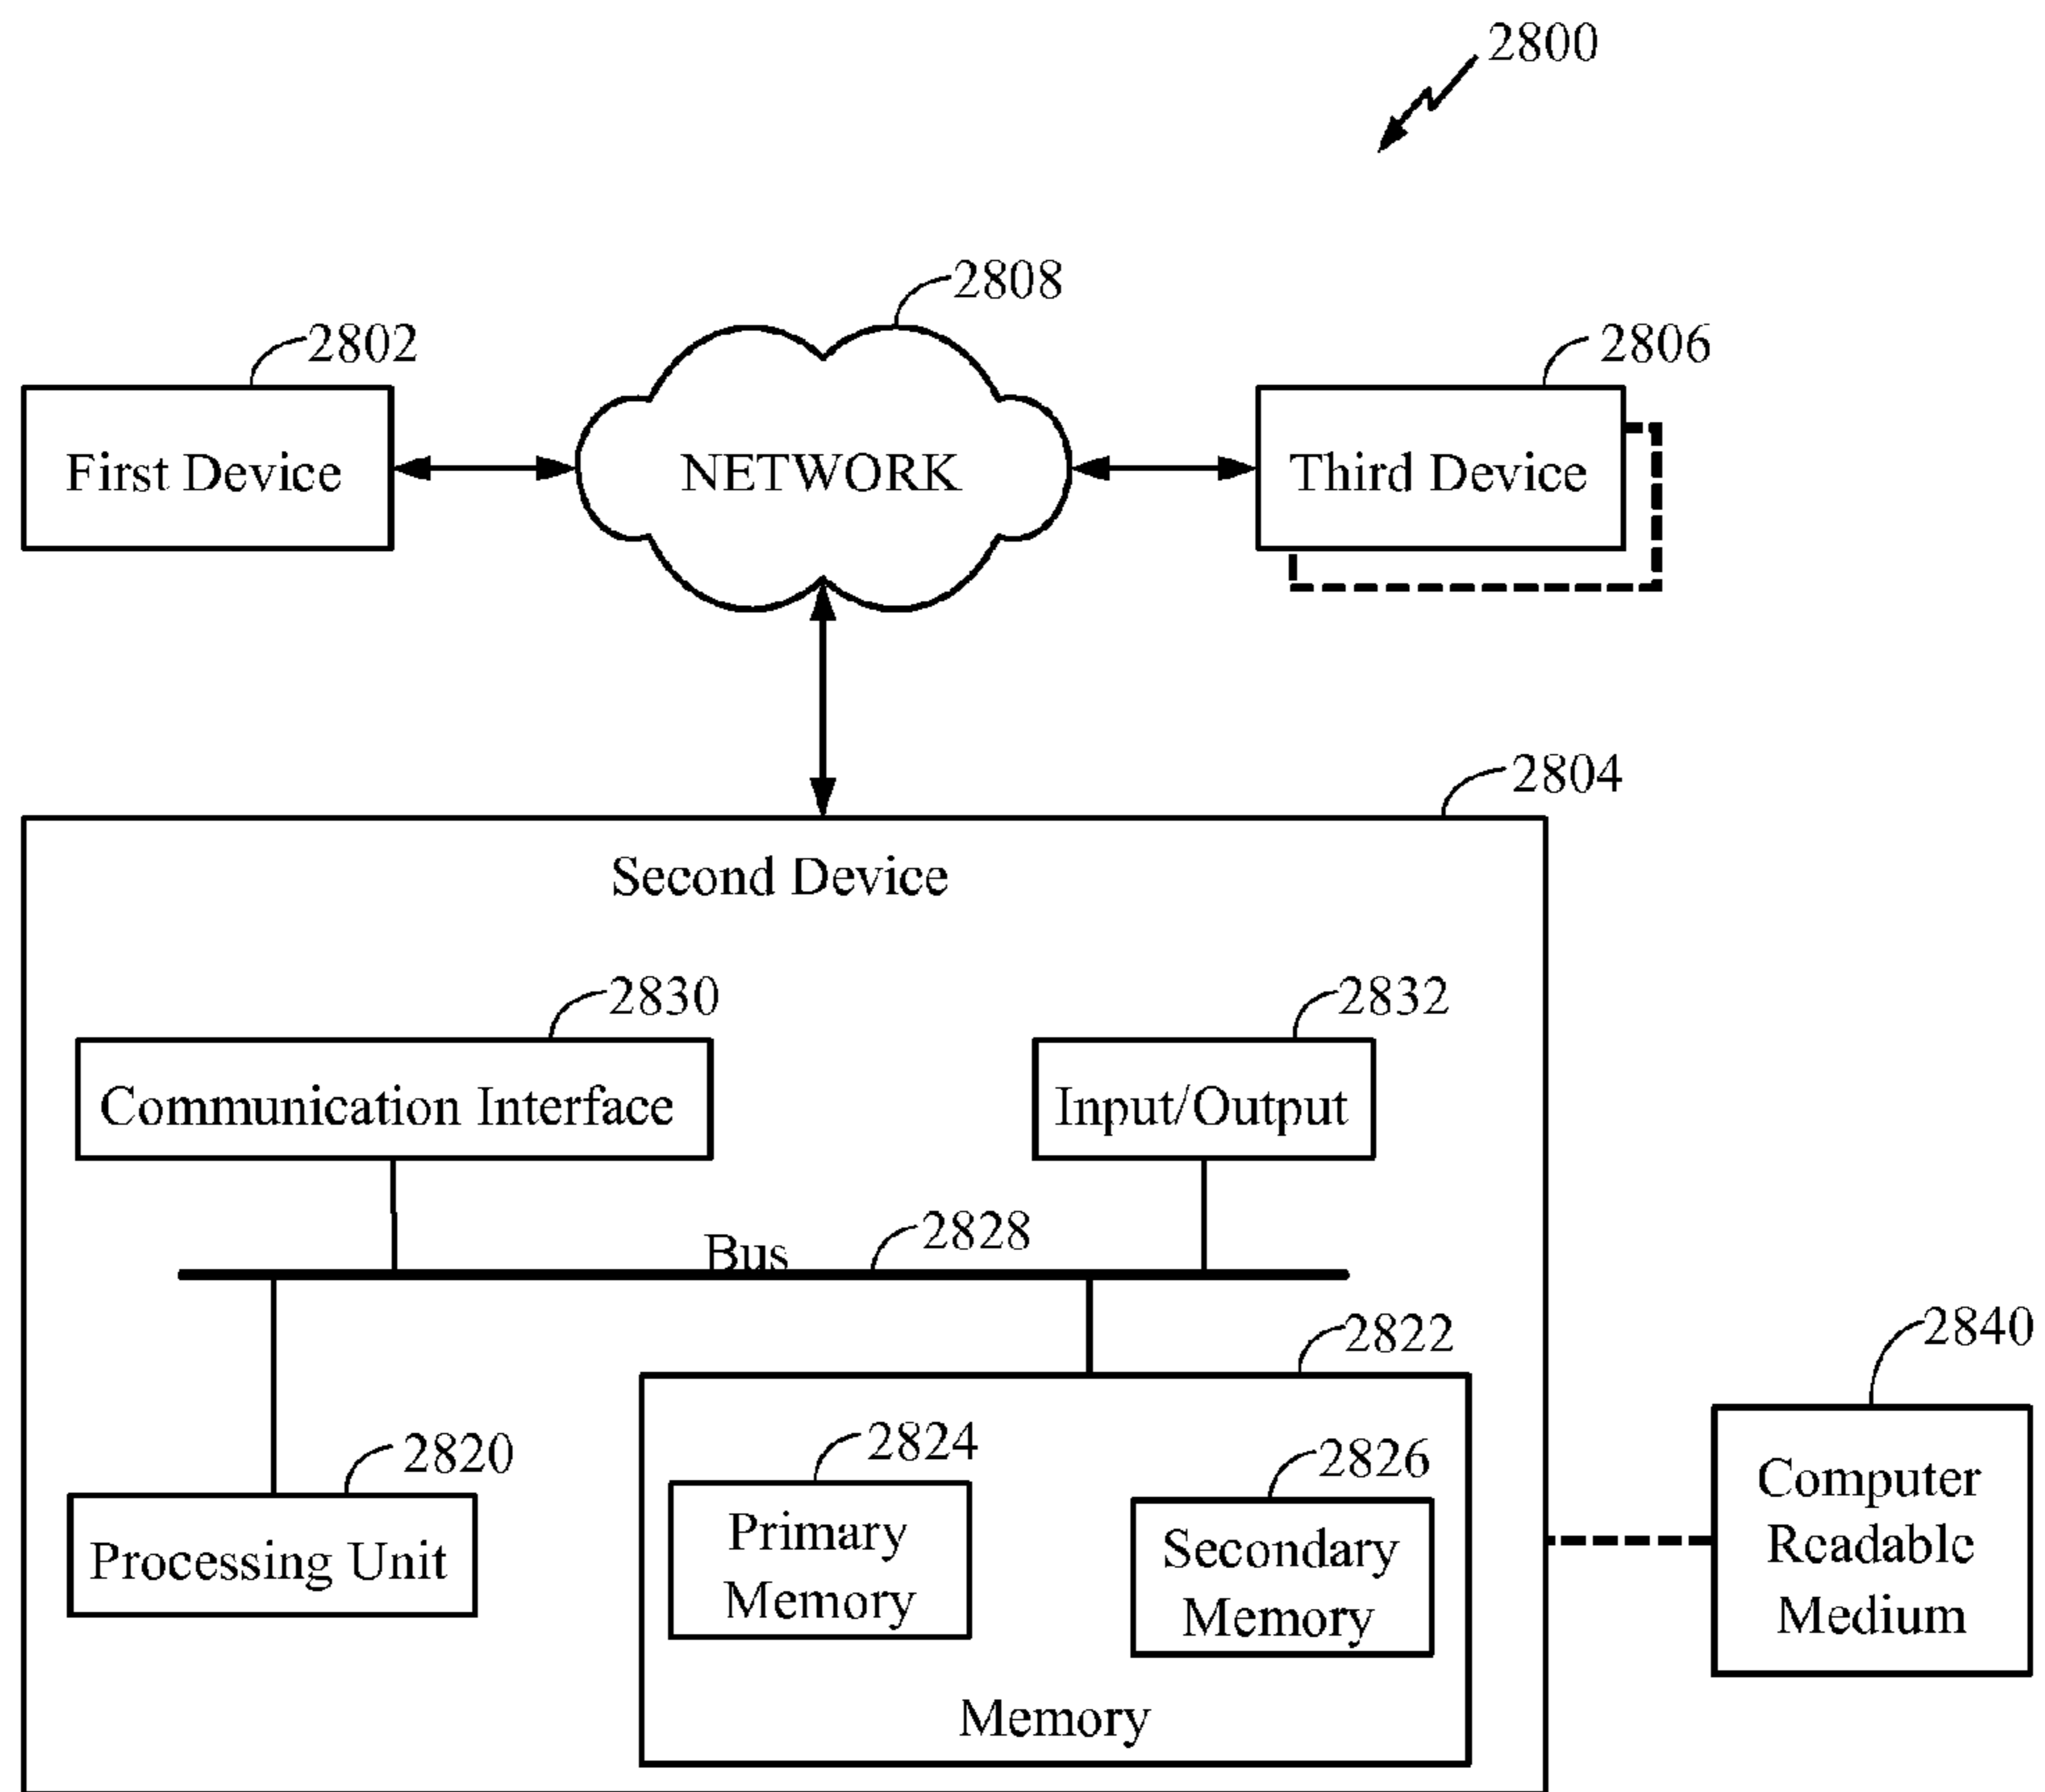 2800
2808
2802
2806
First Device
NETWORK
Third Device
2804
Second Device
2830
2832
Communication Interface
Input/Output
Bus
2828
2822
2840
2824
2820
2826
Computer
Readable
Medium
Primary
Memory
Secondary
Memory
Processing Unit
Memory